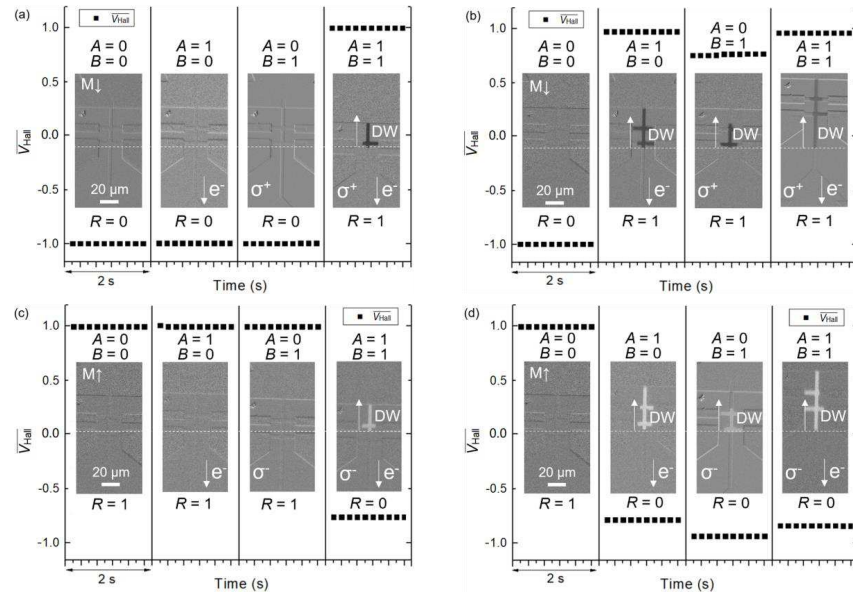 (a)
V̅Hall
1.0
0.5
0.0
-0.5
-1.0
V̅Hall
A = 0
B = 0
A = 1
B = 0
A = 0
B = 1
A = 1
B = 1
M↓
DW
20 µm
e⁻
σ⁺
σ⁺
e⁻
R = 0
R = 0
R = 0
R = 1
2 s
Time (s)
(b)
V̅Hall
1.0
0.5
0.0
-0.5
-1.0
V̅Hall
A = 0
B = 0
A = 1
B = 0
A = 0
B = 1
A = 1
B = 1
M↓
DW
DW
DW
20 µm
e⁻
σ⁺
σ⁺
e⁻
R = 0
R = 1
R = 1
R = 1
2 s
Time (s)
(c)
V̅Hall
1.0
0.5
0.0
-0.5
-1.0
V̅Hall
A = 0
B = 0
A = 1
B = 0
A = 0
B = 1
A = 1
B = 1
M↑
DW
20 µm
e⁻
σ⁻
σ⁻
e⁻
R = 1
R = 1
R = 1
R = 0
2 s
Time (s)
(d)
V̅Hall
1.0
0.5
0.0
-0.5
-1.0
V̅Hall
A = 0
B = 0
A = 1
B = 0
A = 0
B = 1
A = 1
B = 1
M↑
DW
DW
DW
20 µm
e⁻
σ⁻
σ⁻
e⁻
R = 1
R = 0
R = 0
R = 0
2 s
Time (s)